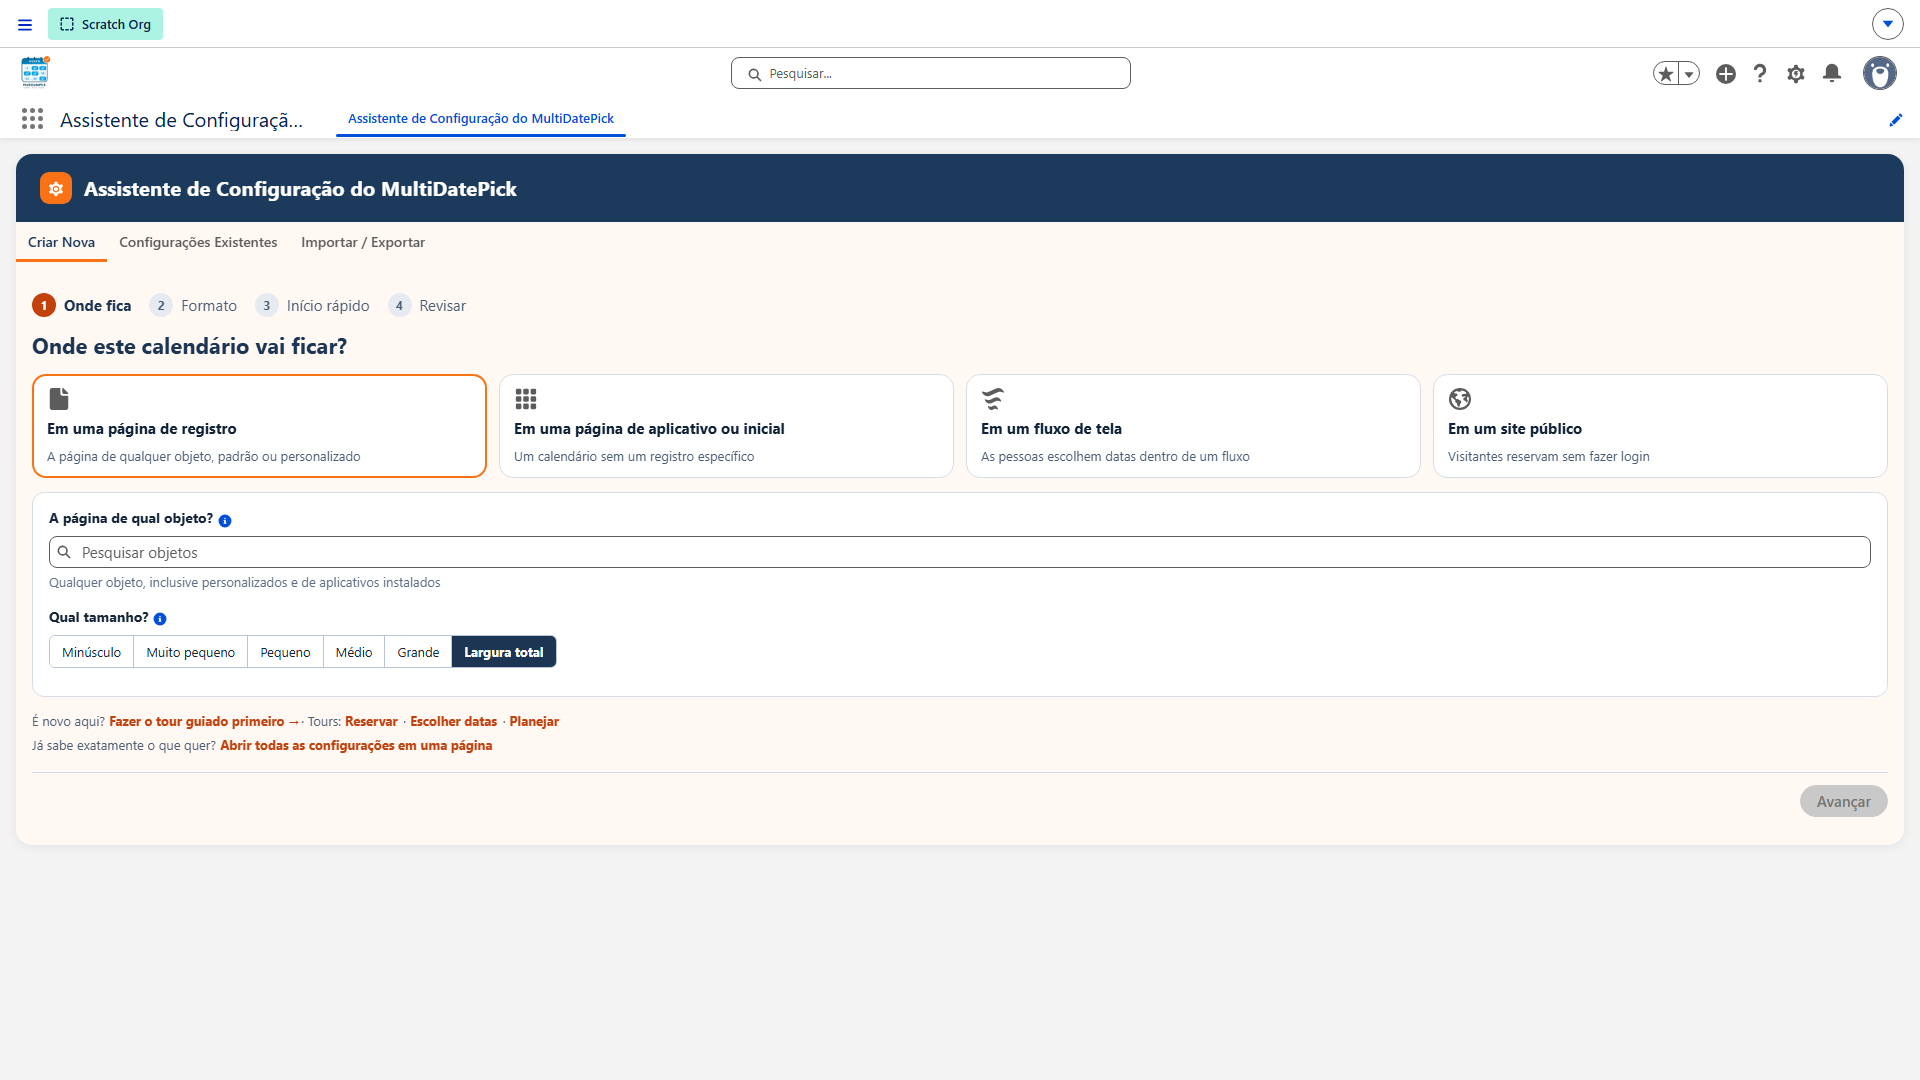 Scratch Org
Pesquisar...
Assistente de Configuraçã...
Assistente de Configuração do MultiDatePick
Assistente de Configuração do MultiDatePick
Criar Nova
Configurações Existentes
Importar / Exportar
1 Onde fica
2 Formato
3 Início rápido
4 Revisar
Onde este calendário vai ficar?
Em uma página de registro
A página de qualquer objeto, padrão ou personalizado
Em uma página de aplicativo ou inicial
Um calendário sem um registro específico
Em um fluxo de tela
As pessoas escolhem datas dentro de um fluxo
Em um site público
Visitantes reservam sem fazer login
A página de qual objeto?
Pesquisar objetos
Qualquer objeto, inclusive personalizados e de aplicativos instalados
Qual tamanho?
Minúsculo
Muito pequeno
Pequeno
Médio
Grande
Largura total
É novo aqui? Fazer o tour guiado primeiro →· Tours: Reservar · Escolher datas · Planejar
Já sabe exatamente o que quer? Abrir todas as configurações em uma página
Avançar